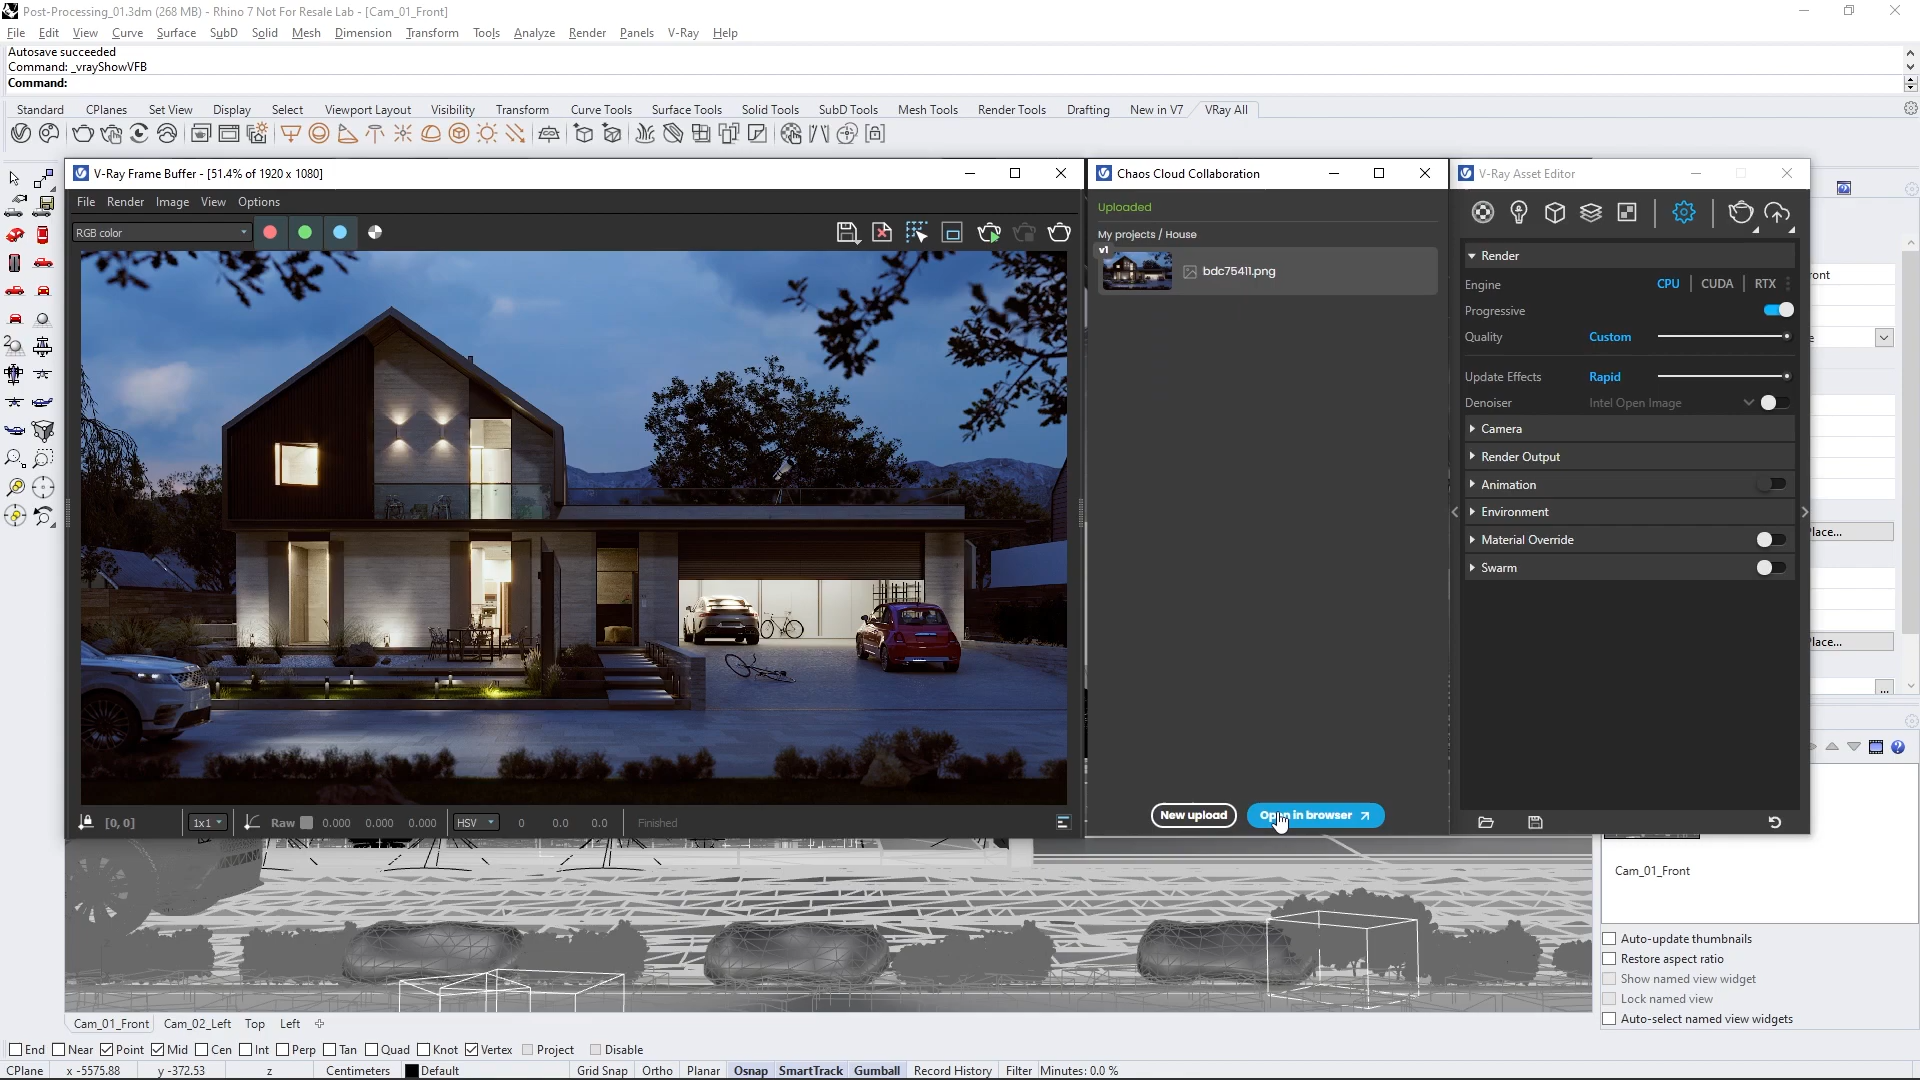 Post-Processing_01.3dm (268 MB) - Rhino 7 Not For Resale Lab - [Cam_01_Front]
File Edit View Curve Surface SubD Solid Mesh Dimension Transform Tools Analyze Render Panels V-Ray Help
Autosave succeeded
Command: _vrayShowVFB
Command:
Standard CPlanes Set View Display Select Viewport Layout Visibility Transform Curve Tools Surface Tools Solid Tools SubD Tools Mesh Tools Render Tools Drafting New in V7 VRay All
V-Ray Frame Buffer - [51.4% of 1920 x 1080]
File Render Image View Options
RGB color
[0, 0]
1x1
Raw 0.000 0.000 0.000
HSV 0 0.0 0.0
Finished
Chaos Cloud Collaboration
Uploaded
My projects / House
v1
bdc75411.png
New upload
Open in browser
V-Ray Asset Editor
Render
Engine CPU CUDA RTX
Progressive
Quality Custom
Update Effects Rapid
Denoiser Intel Open Image
Camera
Render Output
Animation
Environment
Material Override
Swarm
ront
e
lace...
lace...
...
Cam_01_Front
Auto-update thumbnails
Restore aspect ratio
Show named view widget
Lock named view
Auto-select named view widgets
Cam_01_Front Cam_02_Left Top Left
End Near Point Mid Cen Int Perp Tan Quad Knot Vertex Project Disable
CPlane x -5575.88 y -372.53 z Centimeters Default Grid Snap Ortho Planar Osnap SmartTrack Gumball Record History Filter Minutes: 0.0 %